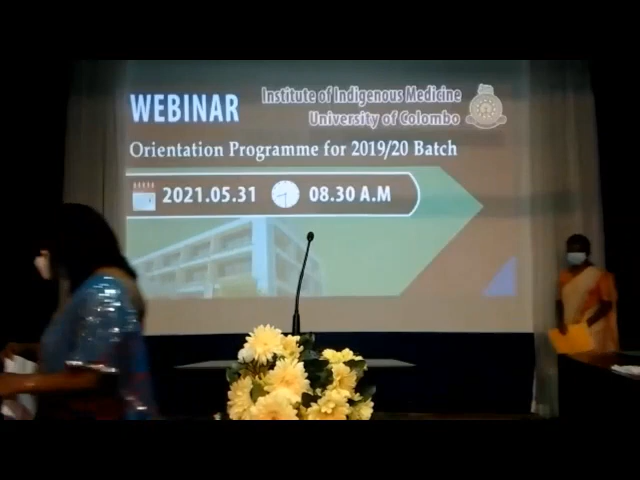 WEBINAR
Institute of Indigenous Medicine
University of Colombo
Orientation Programme for 2019/20 Batch
2021.05.31
08.30 A.M